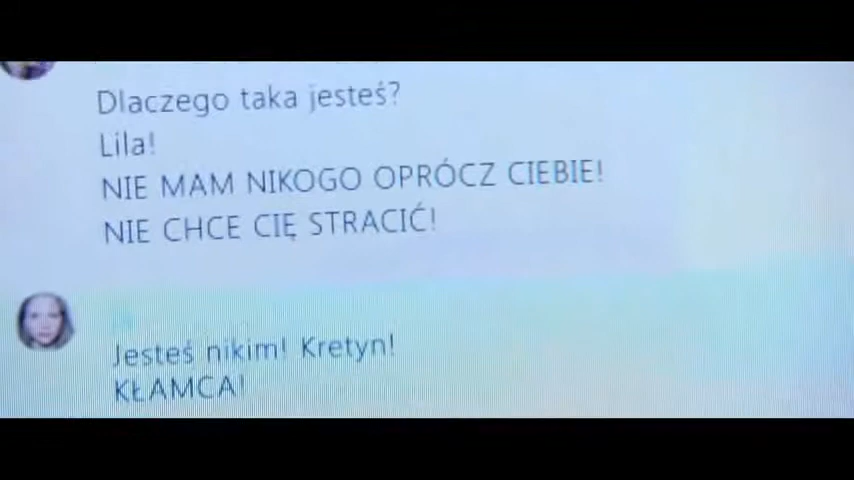 Dlaczego taka jesteś?
Lila!
NIE MAM NIKOGO OPRÓCZ CIEBIE!
NIE CHCE CIĘ STRACIĆ!
Jesteś nikim! Kretyn!
KŁAMCA!